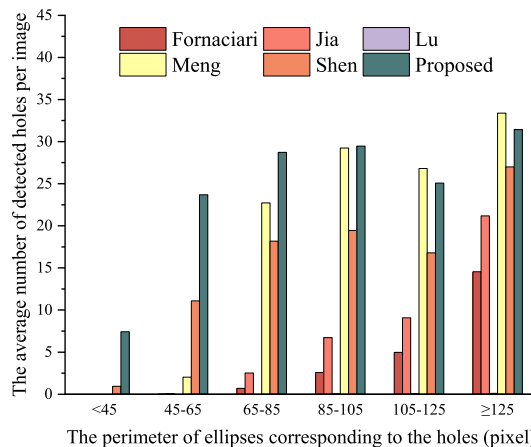 The average number of detected holes per image
45
40
35
30
25
20
15
10
5
0
Fornaciari Jia Lu
Meng Shen Proposed
<45 45-65 65-85 85-105 105-125 ≥125
The perimeter of ellipses corresponding to the holes (pixel